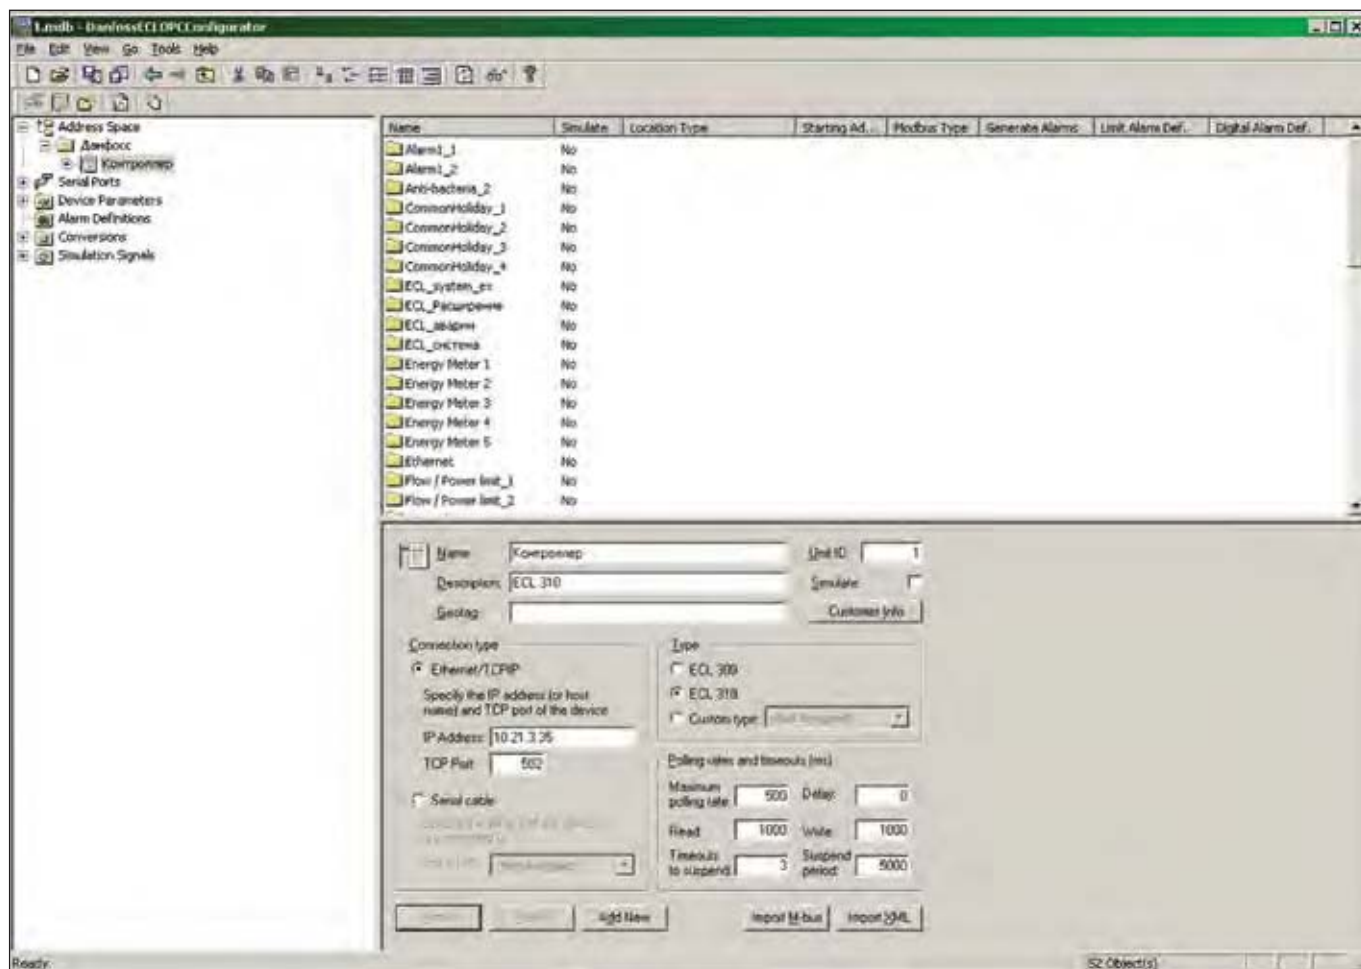 1.mdb - DanfossECLOPCConfigurator
File Edit View Go Tools Help
Address Space
Данфосс
Контроллер
Serial Ports
Device Parameters
Alarm Definitions
Conversions
Simulation Signals
Name Simulate Location Type Starting Ad... Modbus Type Generate Alarms Limit Alarm Def... Digital Alarm Def...
Alarm1_1 No
Alarm1_2 No
Anti-bacteria_2 No
CommonHoliday_1 No
CommonHoliday_2 No
CommonHoliday_3 No
CommonHoliday_4 No
ECL_system_ex No
ECL_Расширение No
ECL_аварии No
ECL_система No
Energy Meter 1 No
Energy Meter 2 No
Energy Meter 3 No
Energy Meter 4 No
Energy Meter 5 No
Ethernet No
Flow / Power limit_1 No
Flow / Power limit_2 No
Name Контроллер Unit ID 1
Description: ECL 310 Simulate
Geotag Customer Info
Connection type Type
Ethernet/TCPIP ECL 300
Specify the IP address (or host ECL 310
name) and TCP port of the device Custom type
IP Address: 10.21.3.35
TCP Port 502 Polling rates and timeouts (ms)
Maximum polling rate 500 Delay: 0
Serial cable
Read: 1000 Write: 1000
Timeouts to suspend: 3 Suspend period: 5000
Add New Import M-bus Import XML
Ready 52 Object(s)